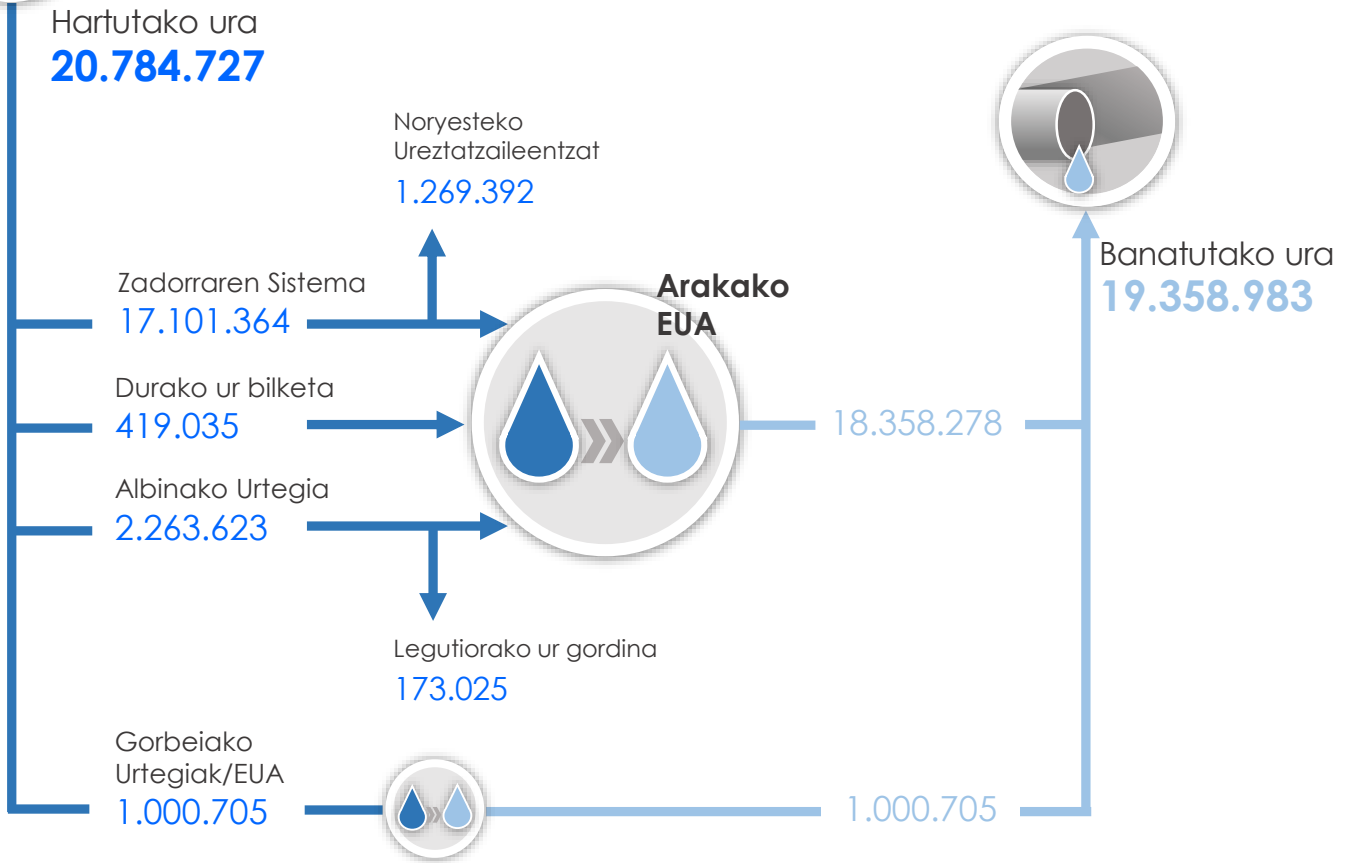 Hartutako ura
20.784.727
Noryesteko
Ureztatzaileentzat
1.269.392
Zadorraren Sistema
17.101.364
Arakako
EUA
Banatutako ura
19.358.983
Durako ur bilketa
419.035
18.358.278
Albinako Urtegia
2.263.623
Legutiorako ur gordina
173.025
Gorbeiako
Urtegiak/EUA
1.000.705
1.000.705